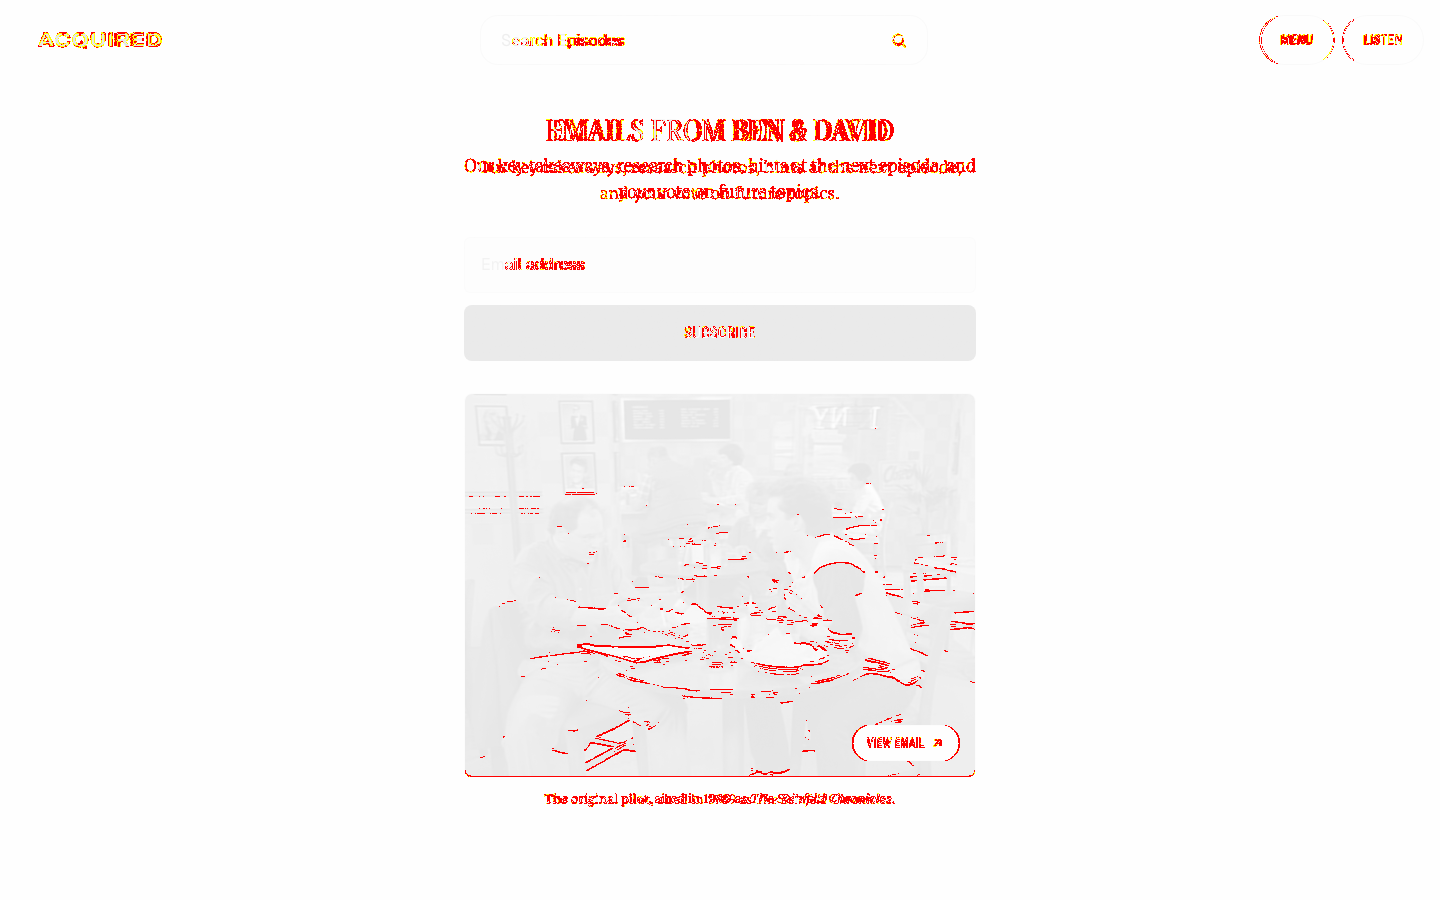 ACQUIRED
Search Episodes
MENU
LISTEN
EMAILS FROM BEN & DAVID
Our key takeaways, research photos, hints at the next episode, and
your vote on future topics.
Email address
SUBSCRIBE
VIEW EMAIL
The original pilot, aired in 1989 as The Seinfeld Chronicles.